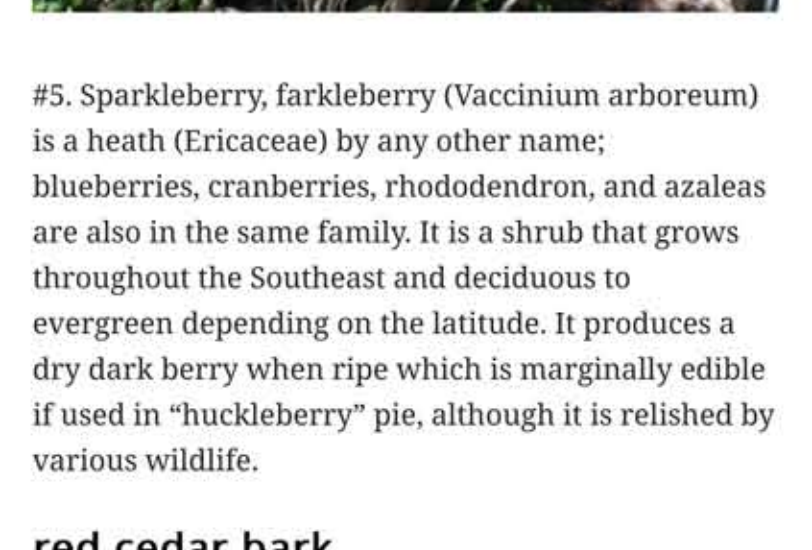 #5. Sparkleberry, farkleberry (Vaccinium arboreum)
is a heath (Ericaceae) by any other name;
blueberries, cranberries, rhododendron, and azaleas
are also in the same family. It is a shrub that grows
throughout the Southeast and deciduous to
evergreen depending on the latitude. It produces a
dry dark berry when ripe which is marginally edible
if used in “huckleberry” pie, although it is relished by
various wildlife.
red cedar bark